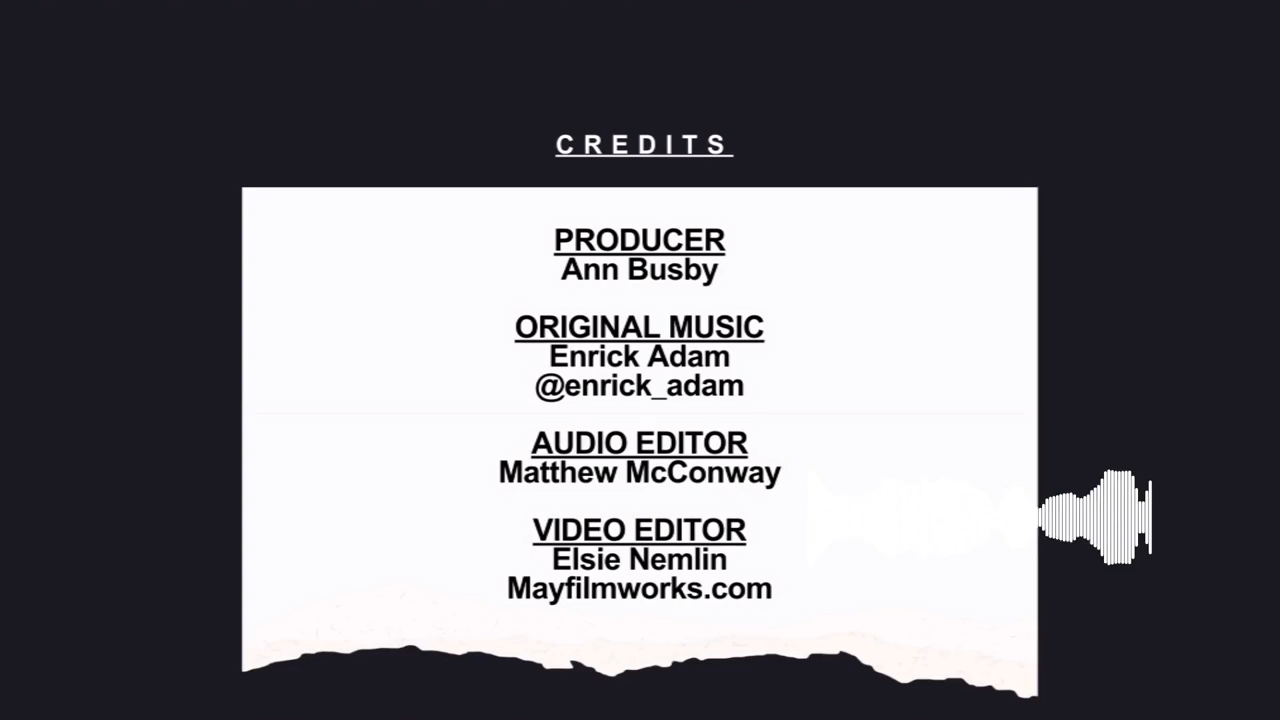 CREDITS
PRODUCER
Ann Busby
ORIGINAL MUSIC
Enrick Adam
@enrick_adam
AUDIO EDITOR
Matthew McConway
VIDEO EDITOR
Elsie Nemlin
Mayfilmworks.com